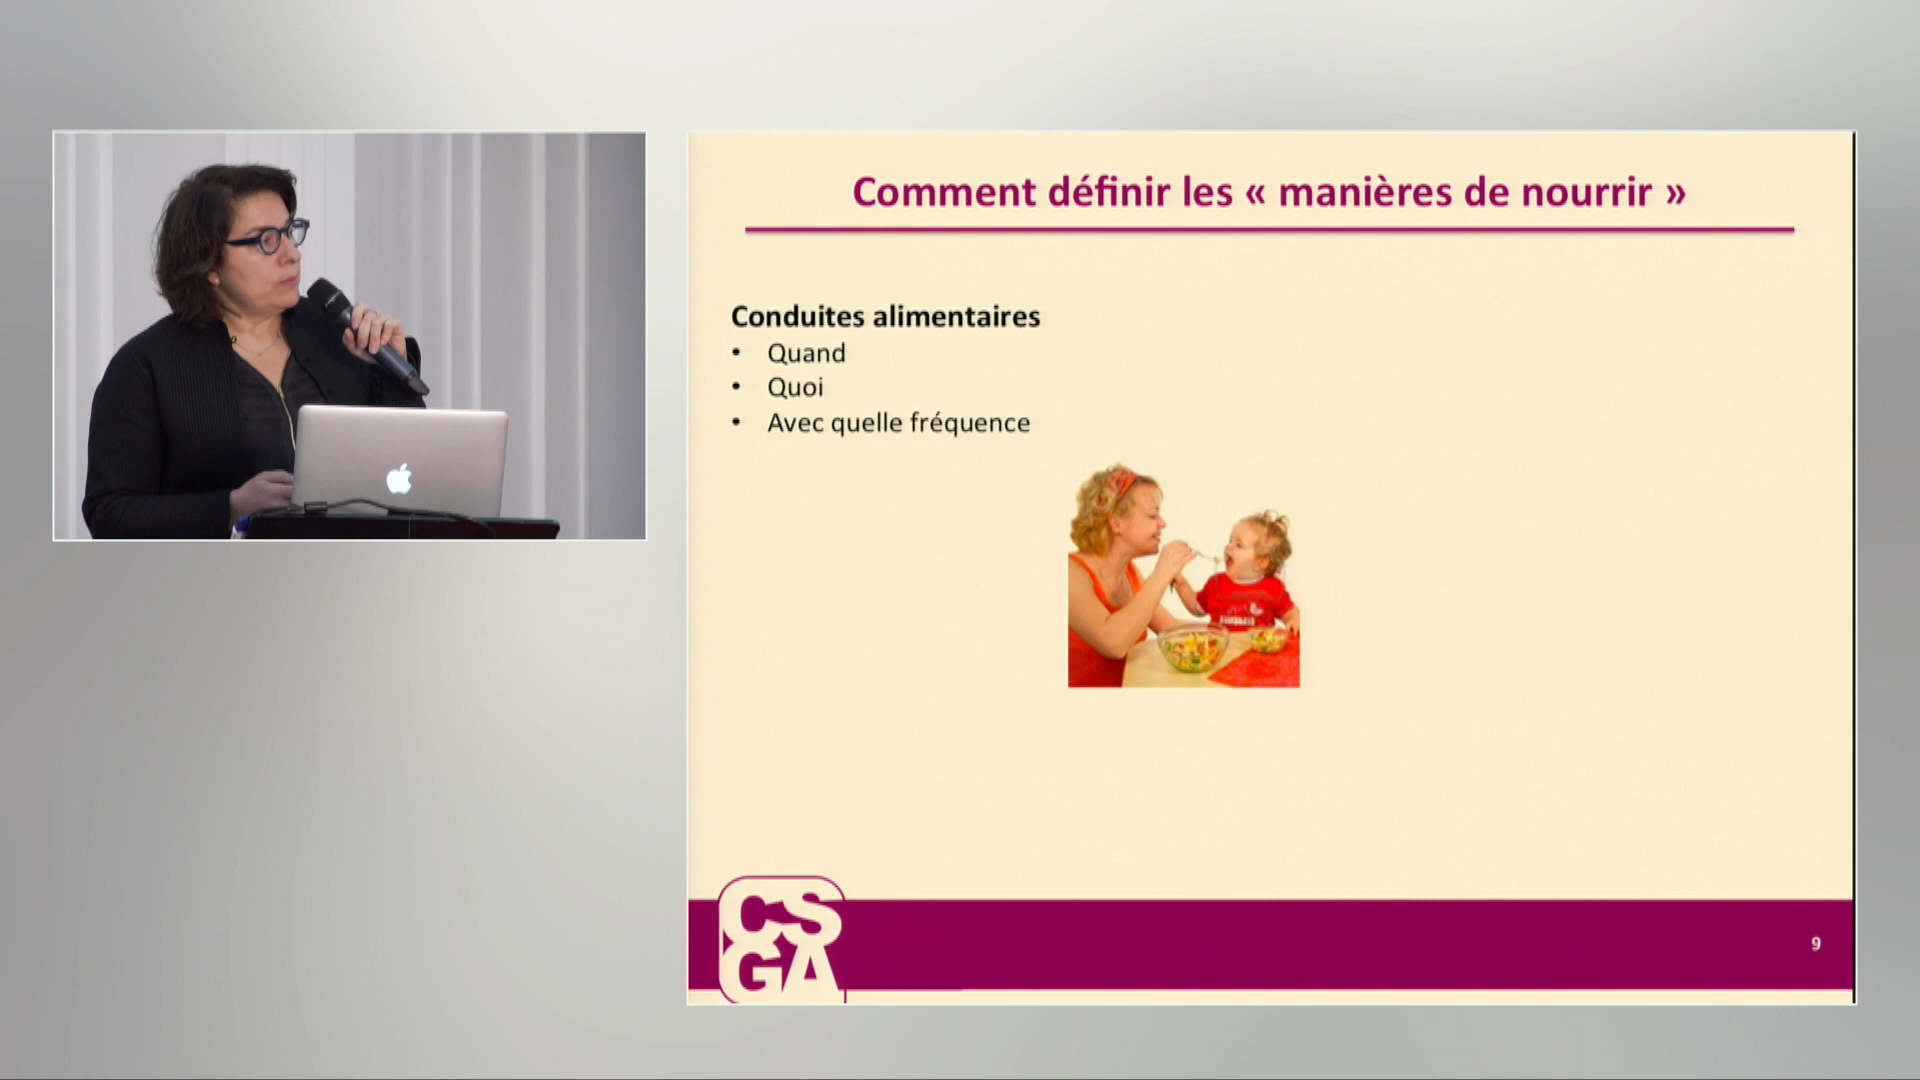 Comment définir les « manières de nourrir »
Conduites alimentaires
• Quand
• Quoi
• Avec quelle fréquence
CS
GA
9